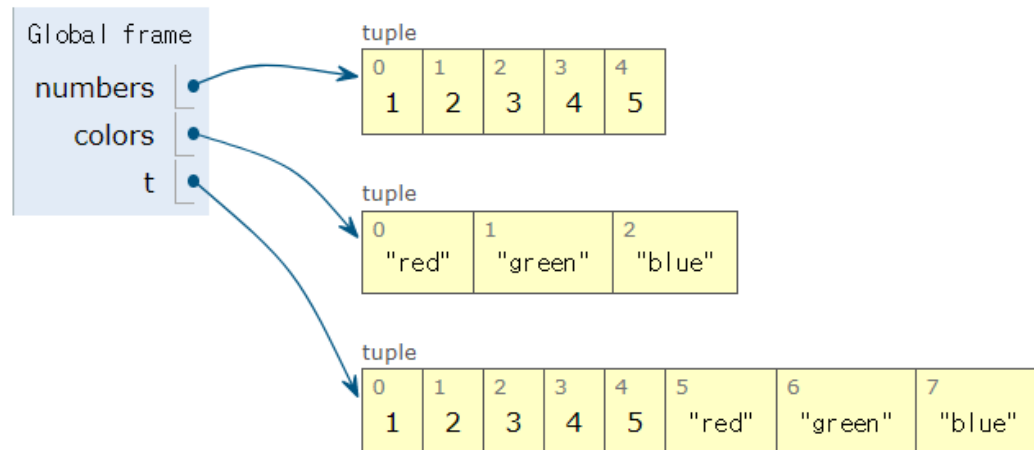 Global frame
numbers
colors
t
tuple
0 1 2 3 4
1 2 3 4 5
tuple
0 1 2
"red" "green" "blue"
tuple
0 1 2 3 4 5 6 7
1 2 3 4 5 "red" "green" "blue"